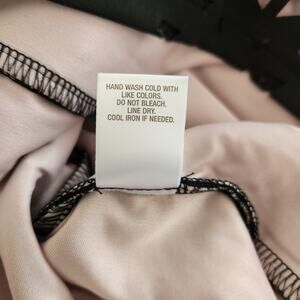 HAND WASH COLD WITH
LIKE COLORS.
DO NOT BLEACH.
LINE DRY.
COOL IRON IF NEEDED.